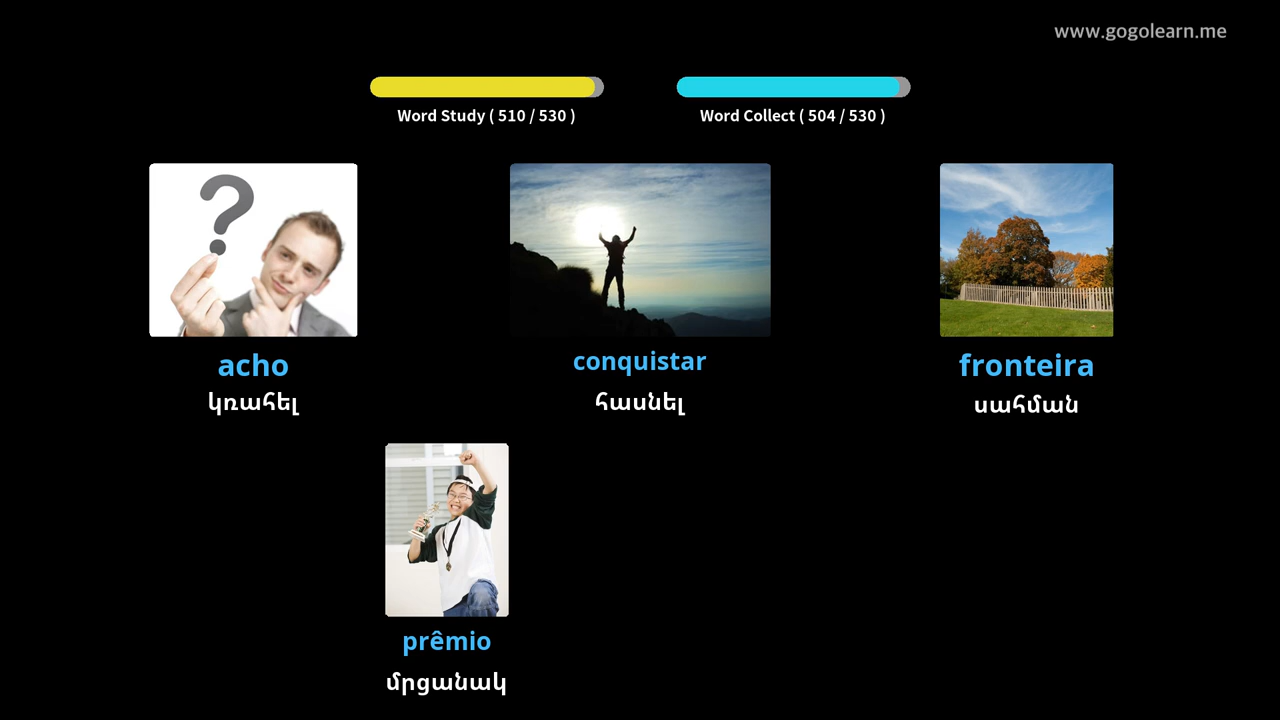 www.gogolearn.me
Word Study ( 510 / 530 )
Word Collect ( 504 / 530 )
acho
կռահել
conquistar
հասնել
fronteira
սահման
prêmio
մրցանակ